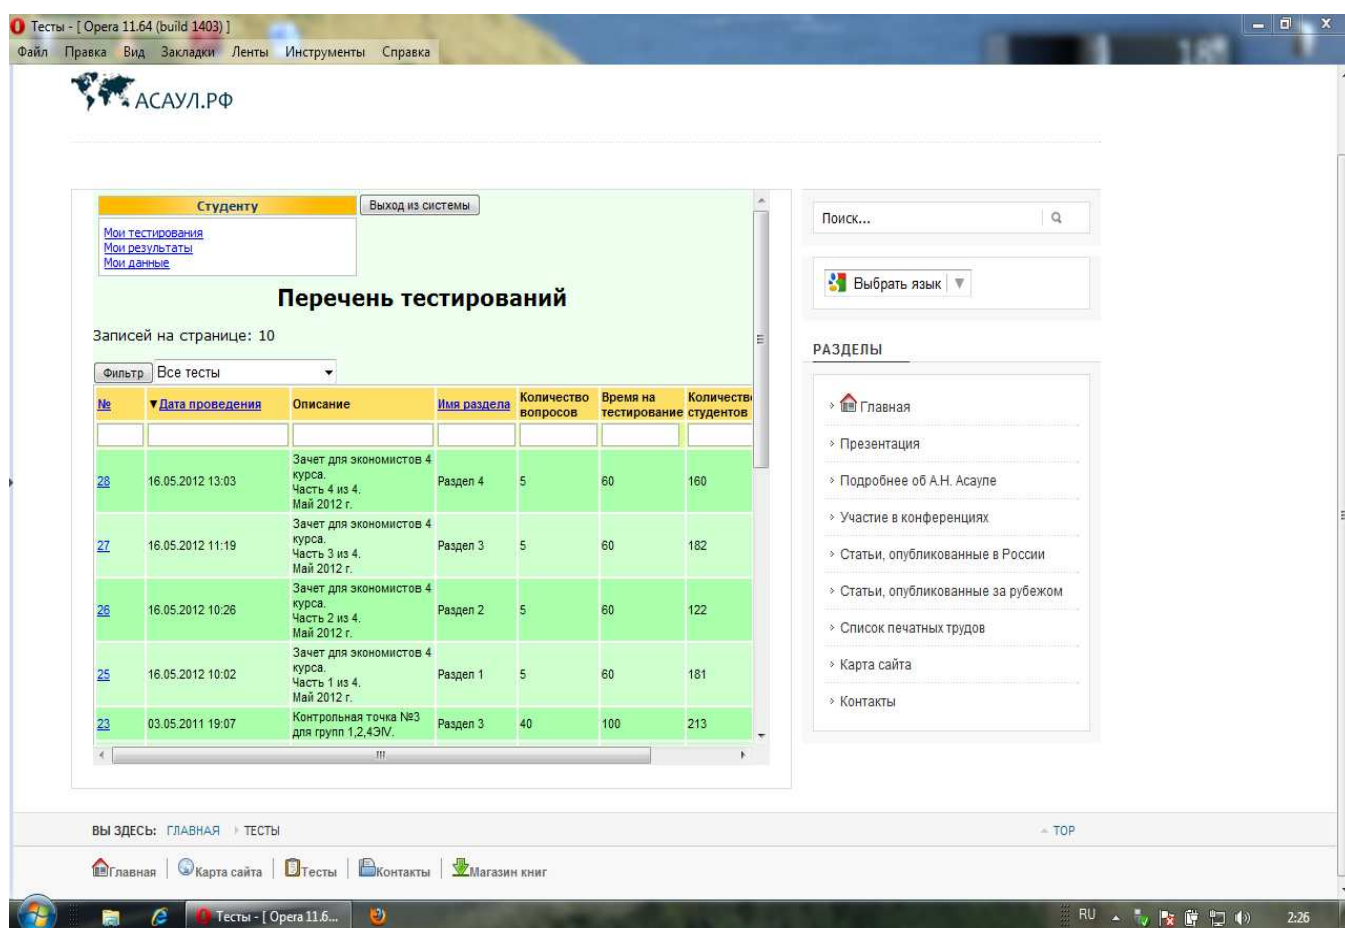 Тесты - [ Opera 11.64 (build 1403) ]
Файл Правка Вид Закладки Ленты Инструменты Справка
АСАУЛ.РФ
Студенту
Выход из системы
Мои тестирования
Мои результаты
Мои данные
Перечень тестирований
Записей на странице: 10
Фильтр Все тесты
№ ▼Дата проведения Описание Имя раздела Количество вопросов Время на тестирование Количество студентов
28 16.05.2012 13:03 Зачет для экономистов 4 курса. Часть 4 из 4. Май 2012 г. Раздел 4 5 60 160
27 16.05.2012 11:19 Зачет для экономистов 4 курса. Часть 3 из 4. Май 2012 г. Раздел 3 5 60 182
26 16.05.2012 10:26 Зачет для экономистов 4 курса. Часть 2 из 4. Май 2012 г. Раздел 2 5 60 122
25 16.05.2012 10:02 Зачет для экономистов 4 курса. Часть 1 из 4. Май 2012 г. Раздел 1 5 60 181
23 03.05.2011 19:07 Контрольная точка №3 для групп 1,2,4ЭIV. Раздел 3 40 100 213
Поиск...
Выбрать язык ▼
РАЗДЕЛЫ
Главная
Презентация
Подробнее об А.Н. Асауле
Участие в конференциях
Статьи, опубликованные в России
Статьи, опубликованные за рубежом
Список печатных трудов
Карта сайта
Контакты
ВЫ ЗДЕСЬ: ГЛАВНАЯ ТЕСТЫ
TOP
Главная Карта сайта Тесты Контакты Магазин книг
Тесты - [ Opera 11.6...
RU
2:26